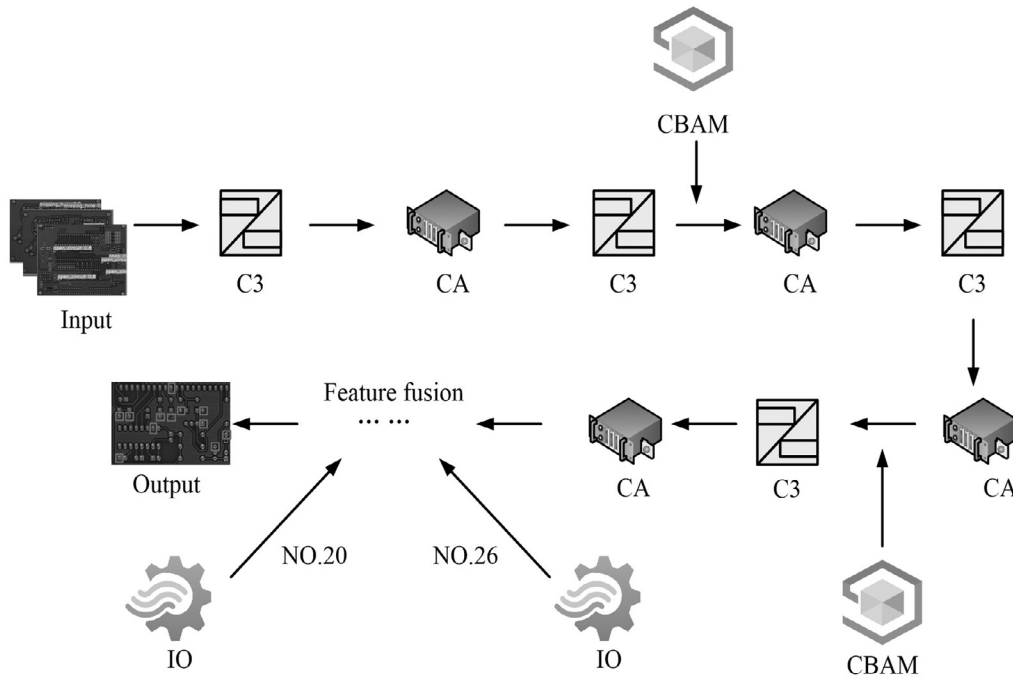 CBAM
C3
CA
C3
CA
C3
Input
Feature fusion
... ...
Output
CA
C3
CA
NO.20
NO.26
IO
IO
CBAM